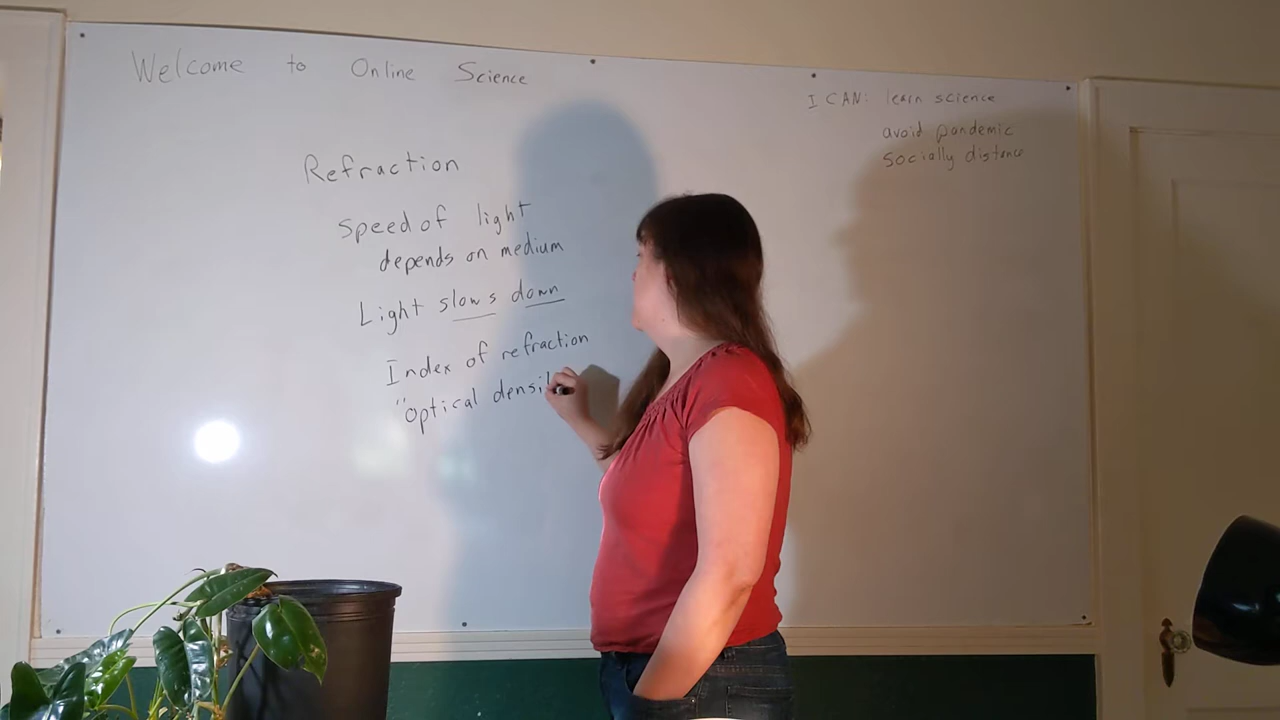 Welcome to Online Science
I CAN: learn science
avoid pandemic
socially distance
Refraction
speed of light
depends on medium
Light slows down
Index of refraction
"optical densi